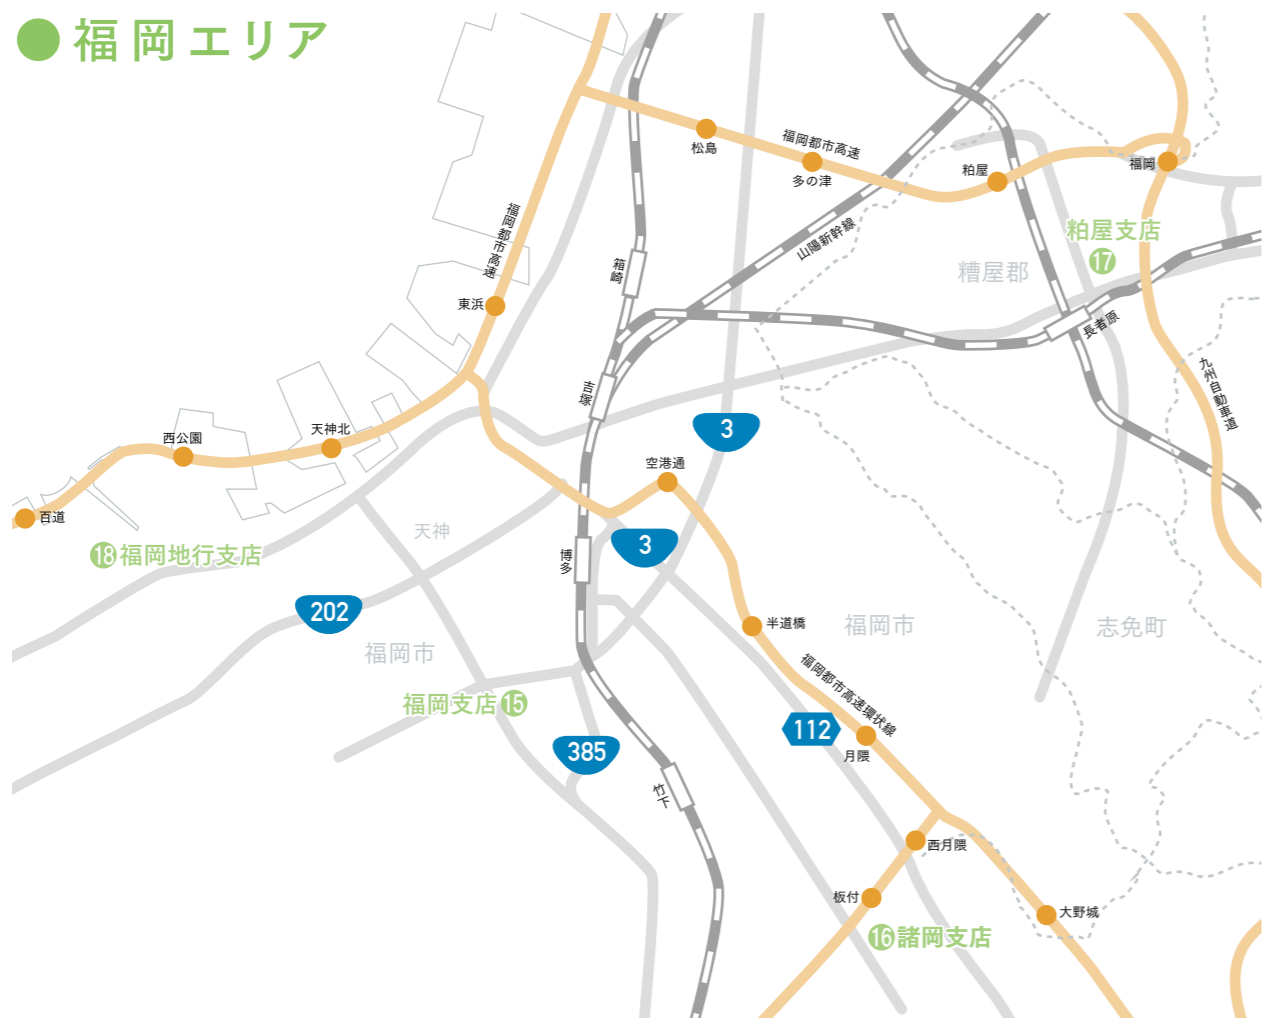 福岡エリア
松島
福岡都市高速
多の津
粕屋
福岡
福岡都市高速
粕屋支店
17
山陽新幹線
箱崎
糟屋郡
東浜
長者原
九州自動車道
吉塚
天神北
西公園
3
空港通
百道
天神
3
18 福岡地行支店
博多
202
半道橋
福岡市
志免町
福岡市
福岡都市高速環状線
福岡支店 15
112
385
月隈
竹下
西月隈
板付
大野城
16 諸岡支店